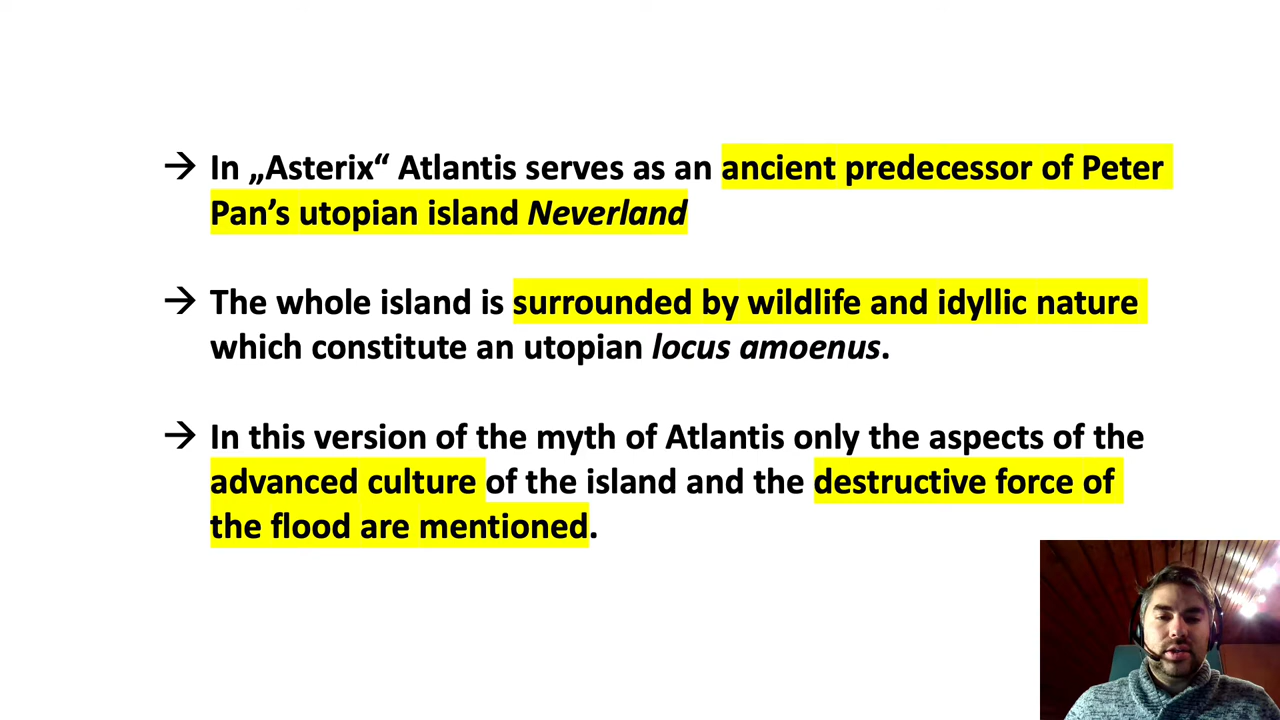 → In „Asterix“ Atlantis serves as an ancient predecessor of Peter
Pan’s utopian island Neverland
→ The whole island is surrounded by wildlife and idyllic nature
which constitute an utopian locus amoenus.
→ In this version of the myth of Atlantis only the aspects of the
advanced culture of the island and the destructive force of
the flood are mentioned.